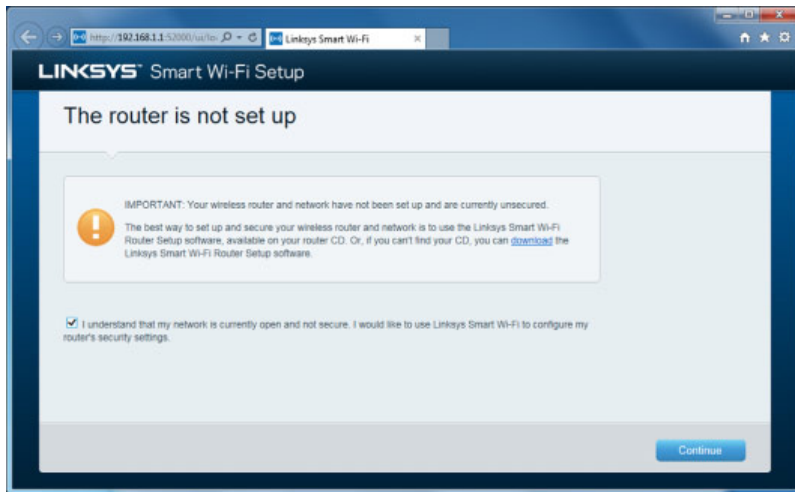 http://192.168.1.1:52000/ui/lo
Linksys Smart Wi-Fi
LINKSYS™ Smart Wi-Fi Setup
The router is not set up
IMPORTANT: Your wireless router and network have not been set up and are currently unsecured.
The best way to set up and secure your wireless router and network is to use the Linksys Smart Wi-Fi
Router Setup software, available on your router CD. Or, if you can't find your CD, you can download the
Linksys Smart Wi-Fi Router Setup software.
I understand that my network is currently open and not secure. I would like to use Linksys Smart Wi-Fi to configure my
router's security settings.
Continue